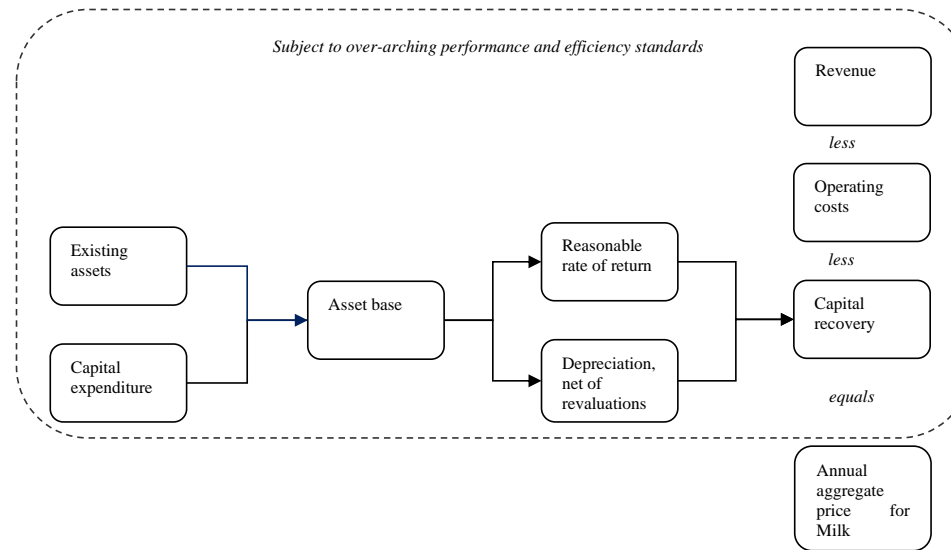 Subject to over-arching performance and efficiency standards
Revenue
less
Operating
costs
less
Existing
assets
Reasonable
rate of return
Asset base
Capital
recovery
Capital
expenditure
Depreciation,
net of
revaluations
equals
Annual
aggregate
price for
Milk